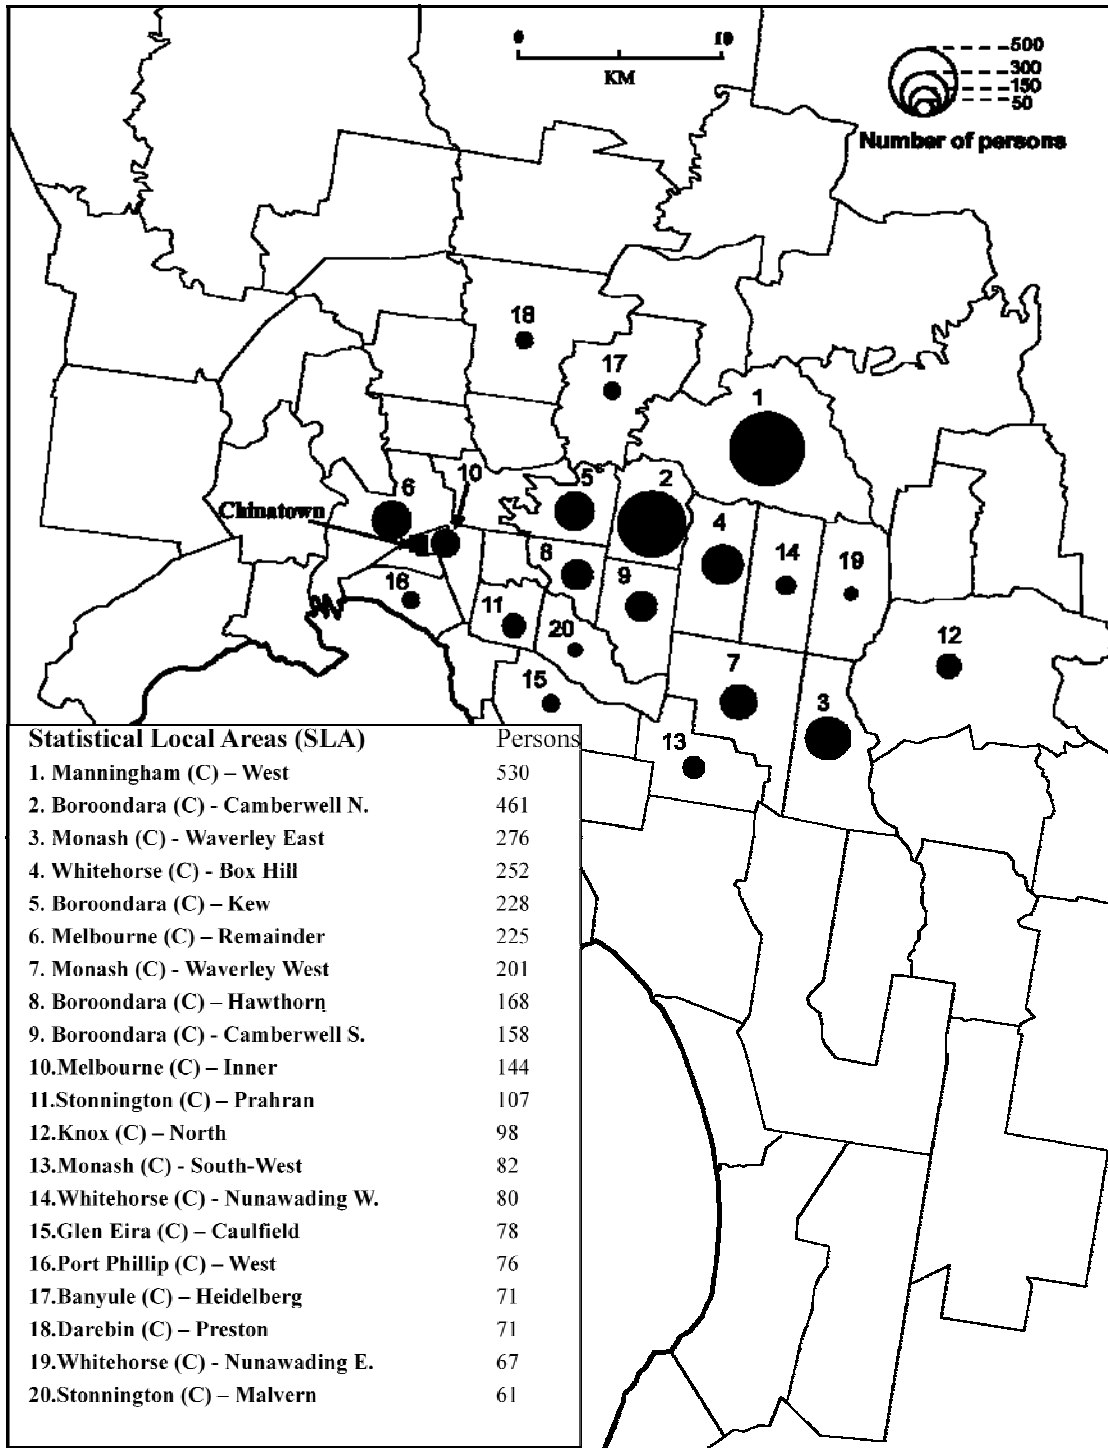 0 10
KM
500
300
150
50
Number of persons
18
17
1
10
5
2
6
Chinatown
4
8
14
19
9
16
11
20
12
7
15
3
13
Statistical Local Areas (SLA) Persons
1. Manningham (C) – West 530
2. Boroondara (C) - Camberwell N. 461
3. Monash (C) - Waverley East 276
4. Whitehorse (C) - Box Hill 252
5. Boroondara (C) – Kew 228
6. Melbourne (C) – Remainder 225
7. Monash (C) - Waverley West 201
8. Boroondara (C) – Hawthorn 168
9. Boroondara (C) – Camberwell S. 158
10.Melbourne (C) – Inner 144
11.Stonnington (C) – Prahran 107
12.Knox (C) – North 98
13.Monash (C) - South-West 82
14.Whitehorse (C) - Nunawading W. 80
15.Glen Eira (C) – Caulfield 78
16.Port Phillip (C) – West 76
17.Banyule (C) – Heidelberg 71
18.Darebin (C) – Preston 71
19.Whitehorse (C) - Nunawading E. 67
20.Stonnington (C) – Malvern 61